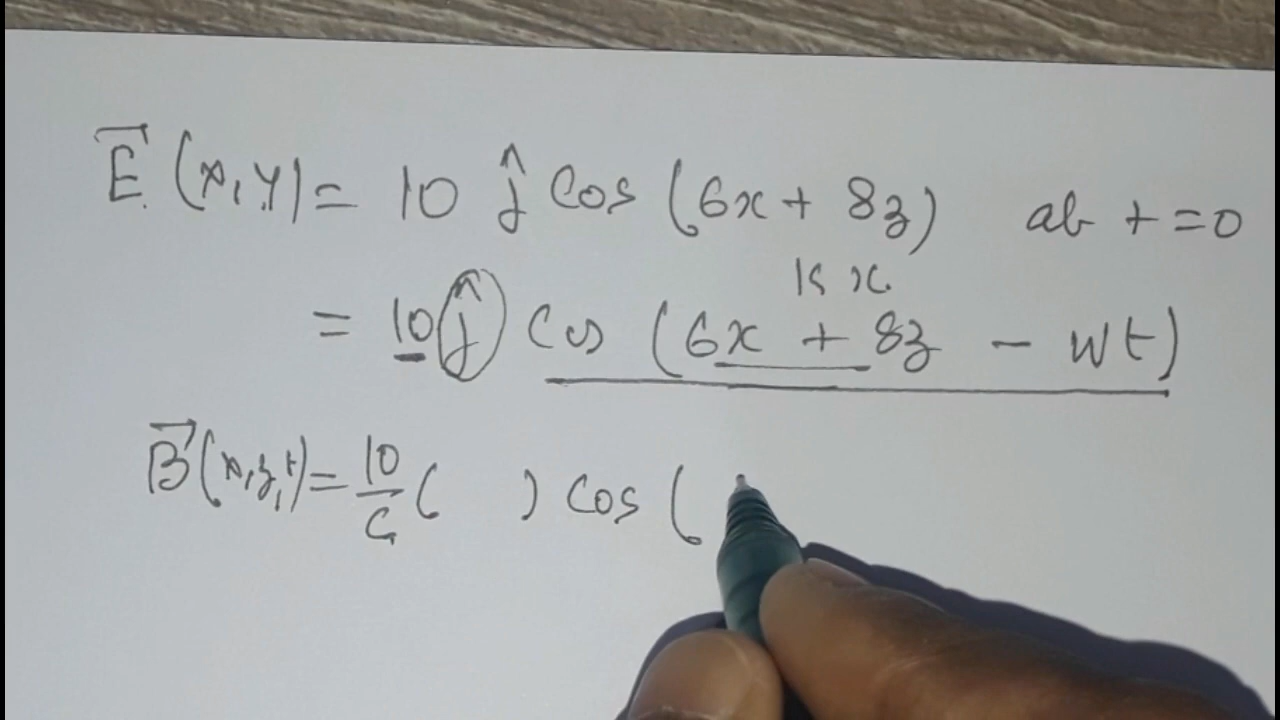 E⃗ (x,y) = 10 ĵ cos (6x + 8z) at t = 0
K x
= 10 ĵ cos (6x + 8z - wt)
B⃗ (x,z,t) = 10/c ( ) cos (